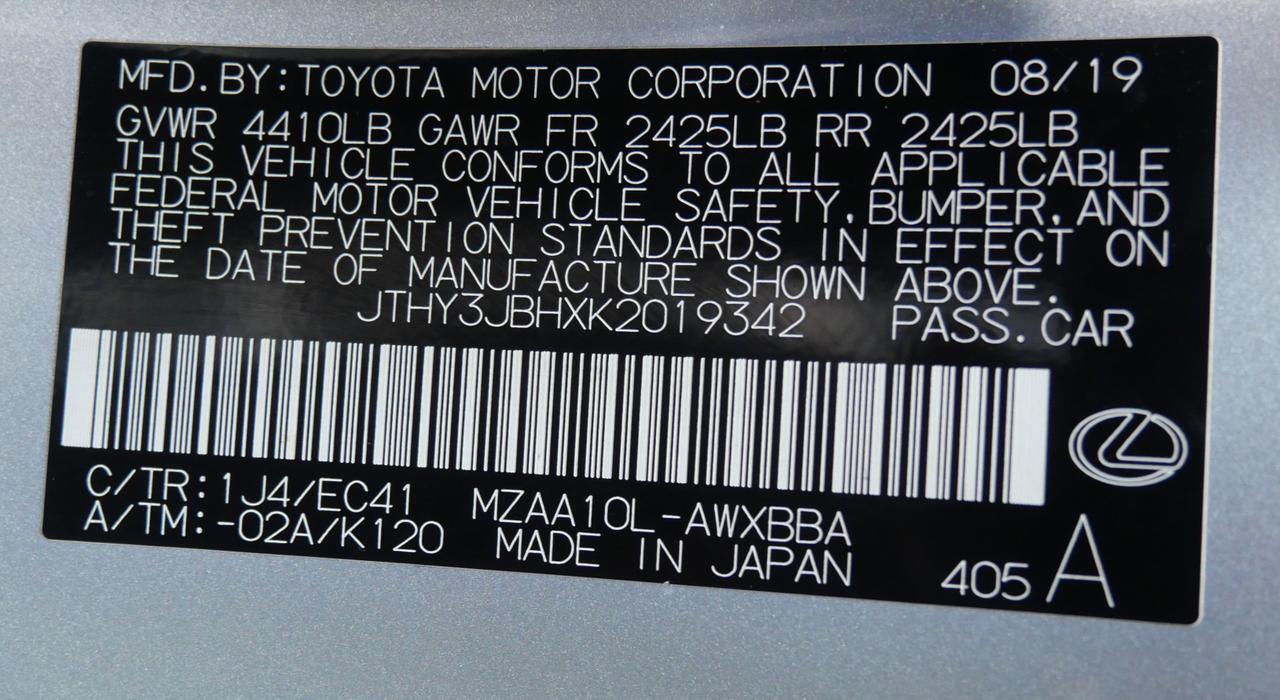 MFD. BY: TOYOTA MOTOR CORPORATION 08/19
GVWR 4410LB GAWR FR 2425LB RR 2425LB
THIS VEHICLE CONFORMS TO ALL APPLICABLE
FEDERAL MOTOR VEHICLE SAFETY, BUMPER, AND
THEFT PREVENTION STANDARDS IN EFFECT ON
THE DATE OF MANUFACTURE SHOWN ABOVE.
JTHY3JBHXK2019342 PASS. CAR
C/TR: 1J4/EC41 MZAA10L-AWXBBA
A/TM: -02A/K120 MADE IN JAPAN 405 A